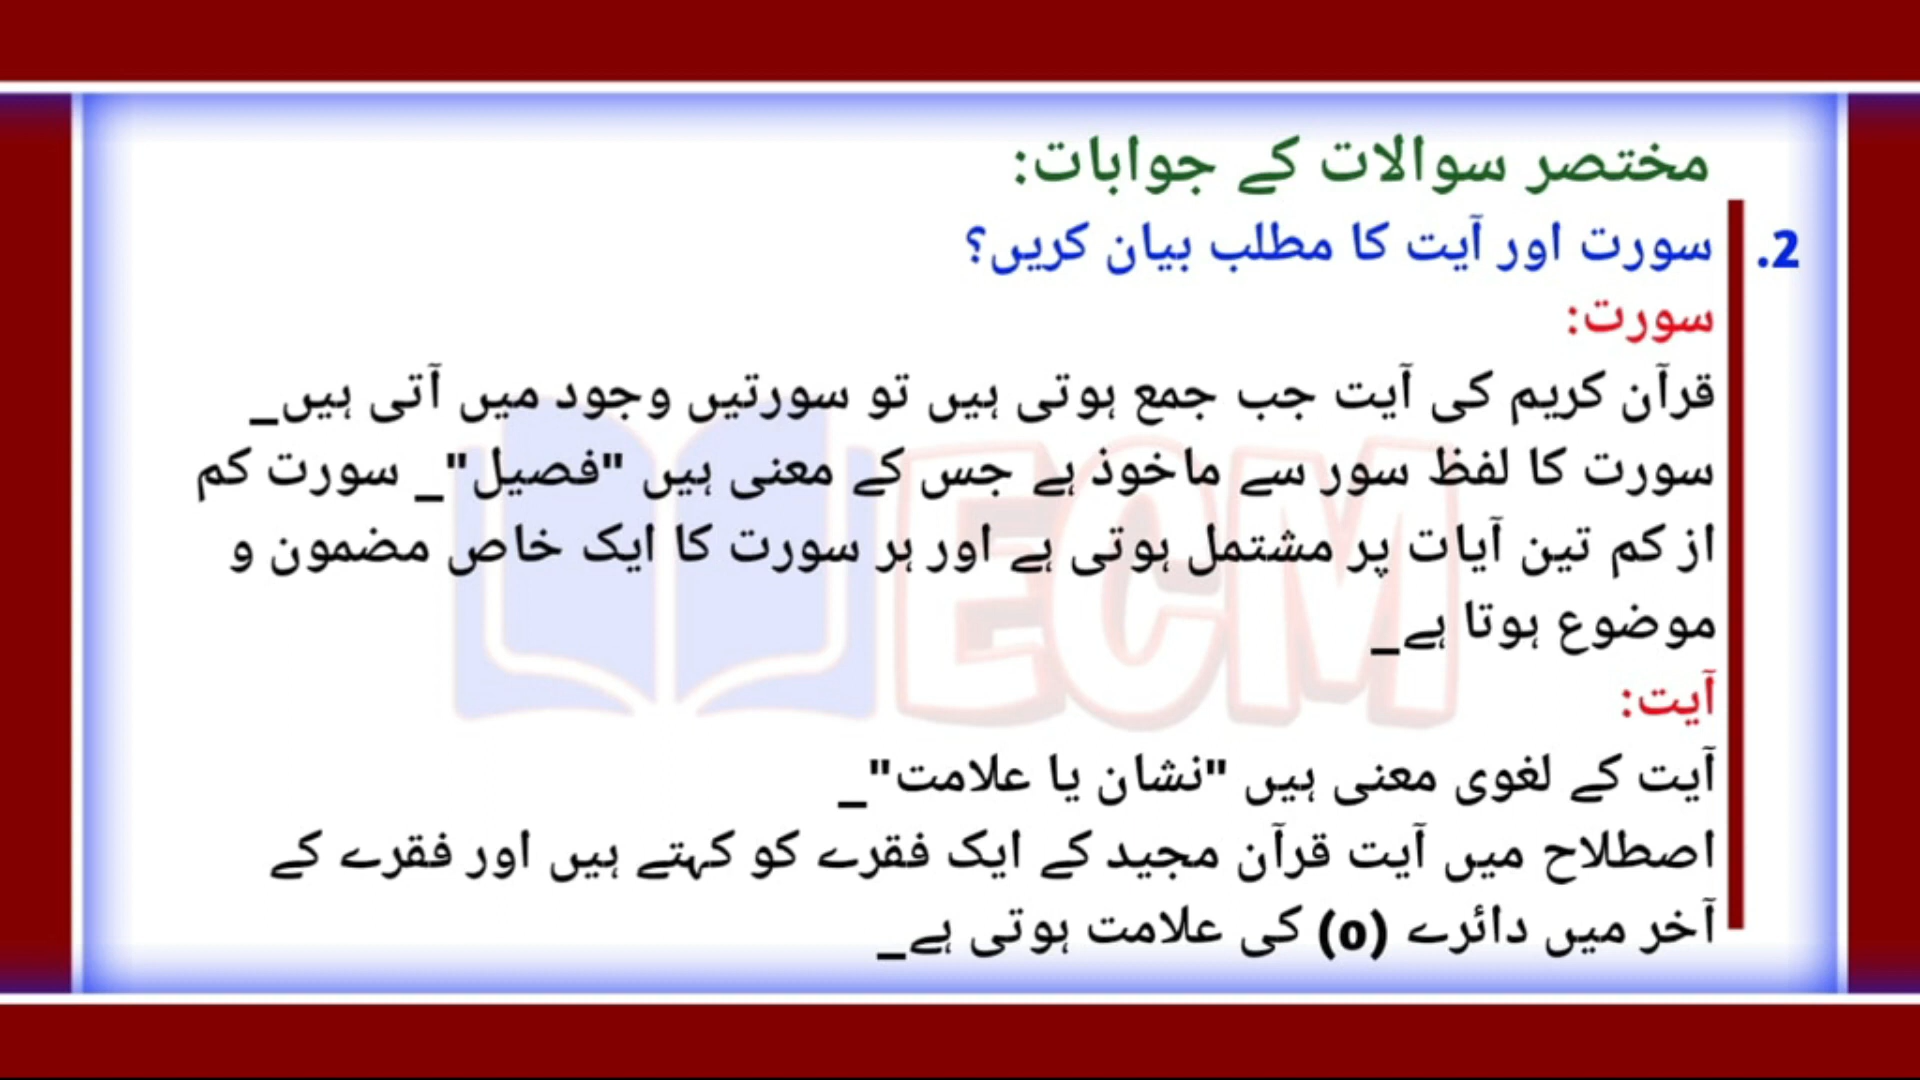 مختصر سوالات کے جوابات:
2. سورت اور آیت کا مطلب بیان کریں؟
سورت:
قرآن کریم کی آیت جب جمع ہوتی ہیں تو سورتیں وجود میں آتی ہیں_
سورت کا لفظ سور سے ماخوذ ہے جس کے معنی ہیں "فصیل"_ سورت کم
از کم تین آیات پر مشتمل ہوتی ہے اور ہر سورت کا ایک خاص مضمون و
موضوع ہوتا ہے_
آیت:
آیت کے لغوی معنی ہیں "نشان یا علامت"_
اصطلاح میں آیت قرآن مجید کے ایک فقرے کو کہتے ہیں اور فقرے کے
آخر میں دائرے (o) کی علامت ہوتی ہے_
ECM